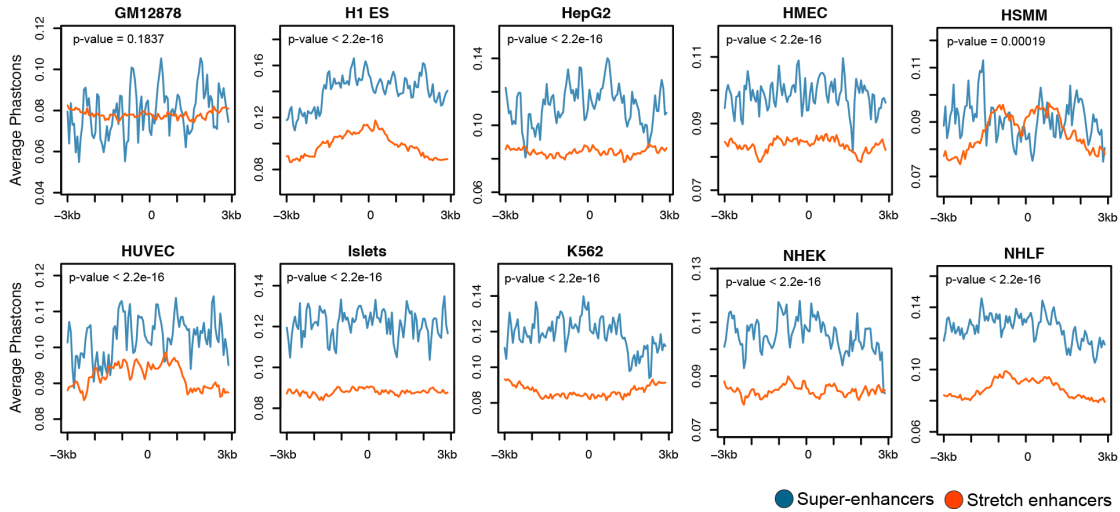 GM12878
H1 ES
HepG2
HMEC
HSMM
p-value = 0.1837
p-value < 2.2e-16
p-value < 2.2e-16
p-value < 2.2e-16
p-value = 0.00019
Average Phastcons
0.12
0.10
0.08
0.06
0.04
0.16
0.12
0.08
0.14
0.10
0.06
0.11
0.09
0.07
0.11
0.09
0.07
−3kb 0 3kb
−3kb 0 3kb
−3kb 0 3kb
−3kb 0 3kb
−3kb 0 3kb
HUVEC
Islets
K562
NHEK
NHLF
p-value < 2.2e-16
p-value < 2.2e-16
p-value < 2.2e-16
p-value < 2.2e-16
p-value < 2.2e-16
Average Phastcons
0.12
0.11
0.10
0.09
0.08
0.14
0.12
0.10
0.08
0.14
0.12
0.10
0.08
0.13
0.11
0.09
0.07
0.14
0.10
0.06
−3kb 0 3kb
−3kb 0 3kb
−3kb 0 3kb
−3kb 0 3kb
−3kb 0 3kb
Super-enhancers
Stretch enhancers